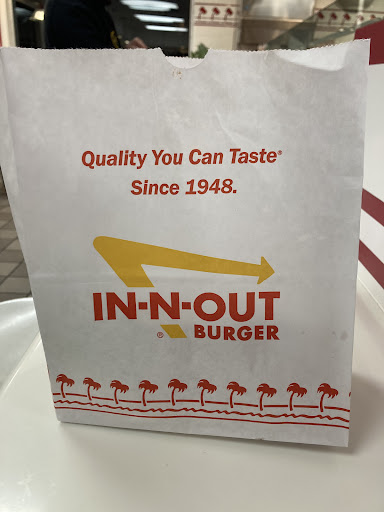 Quality You Can Taste®
Since 1948.
IN-N-OUT
® BURGER